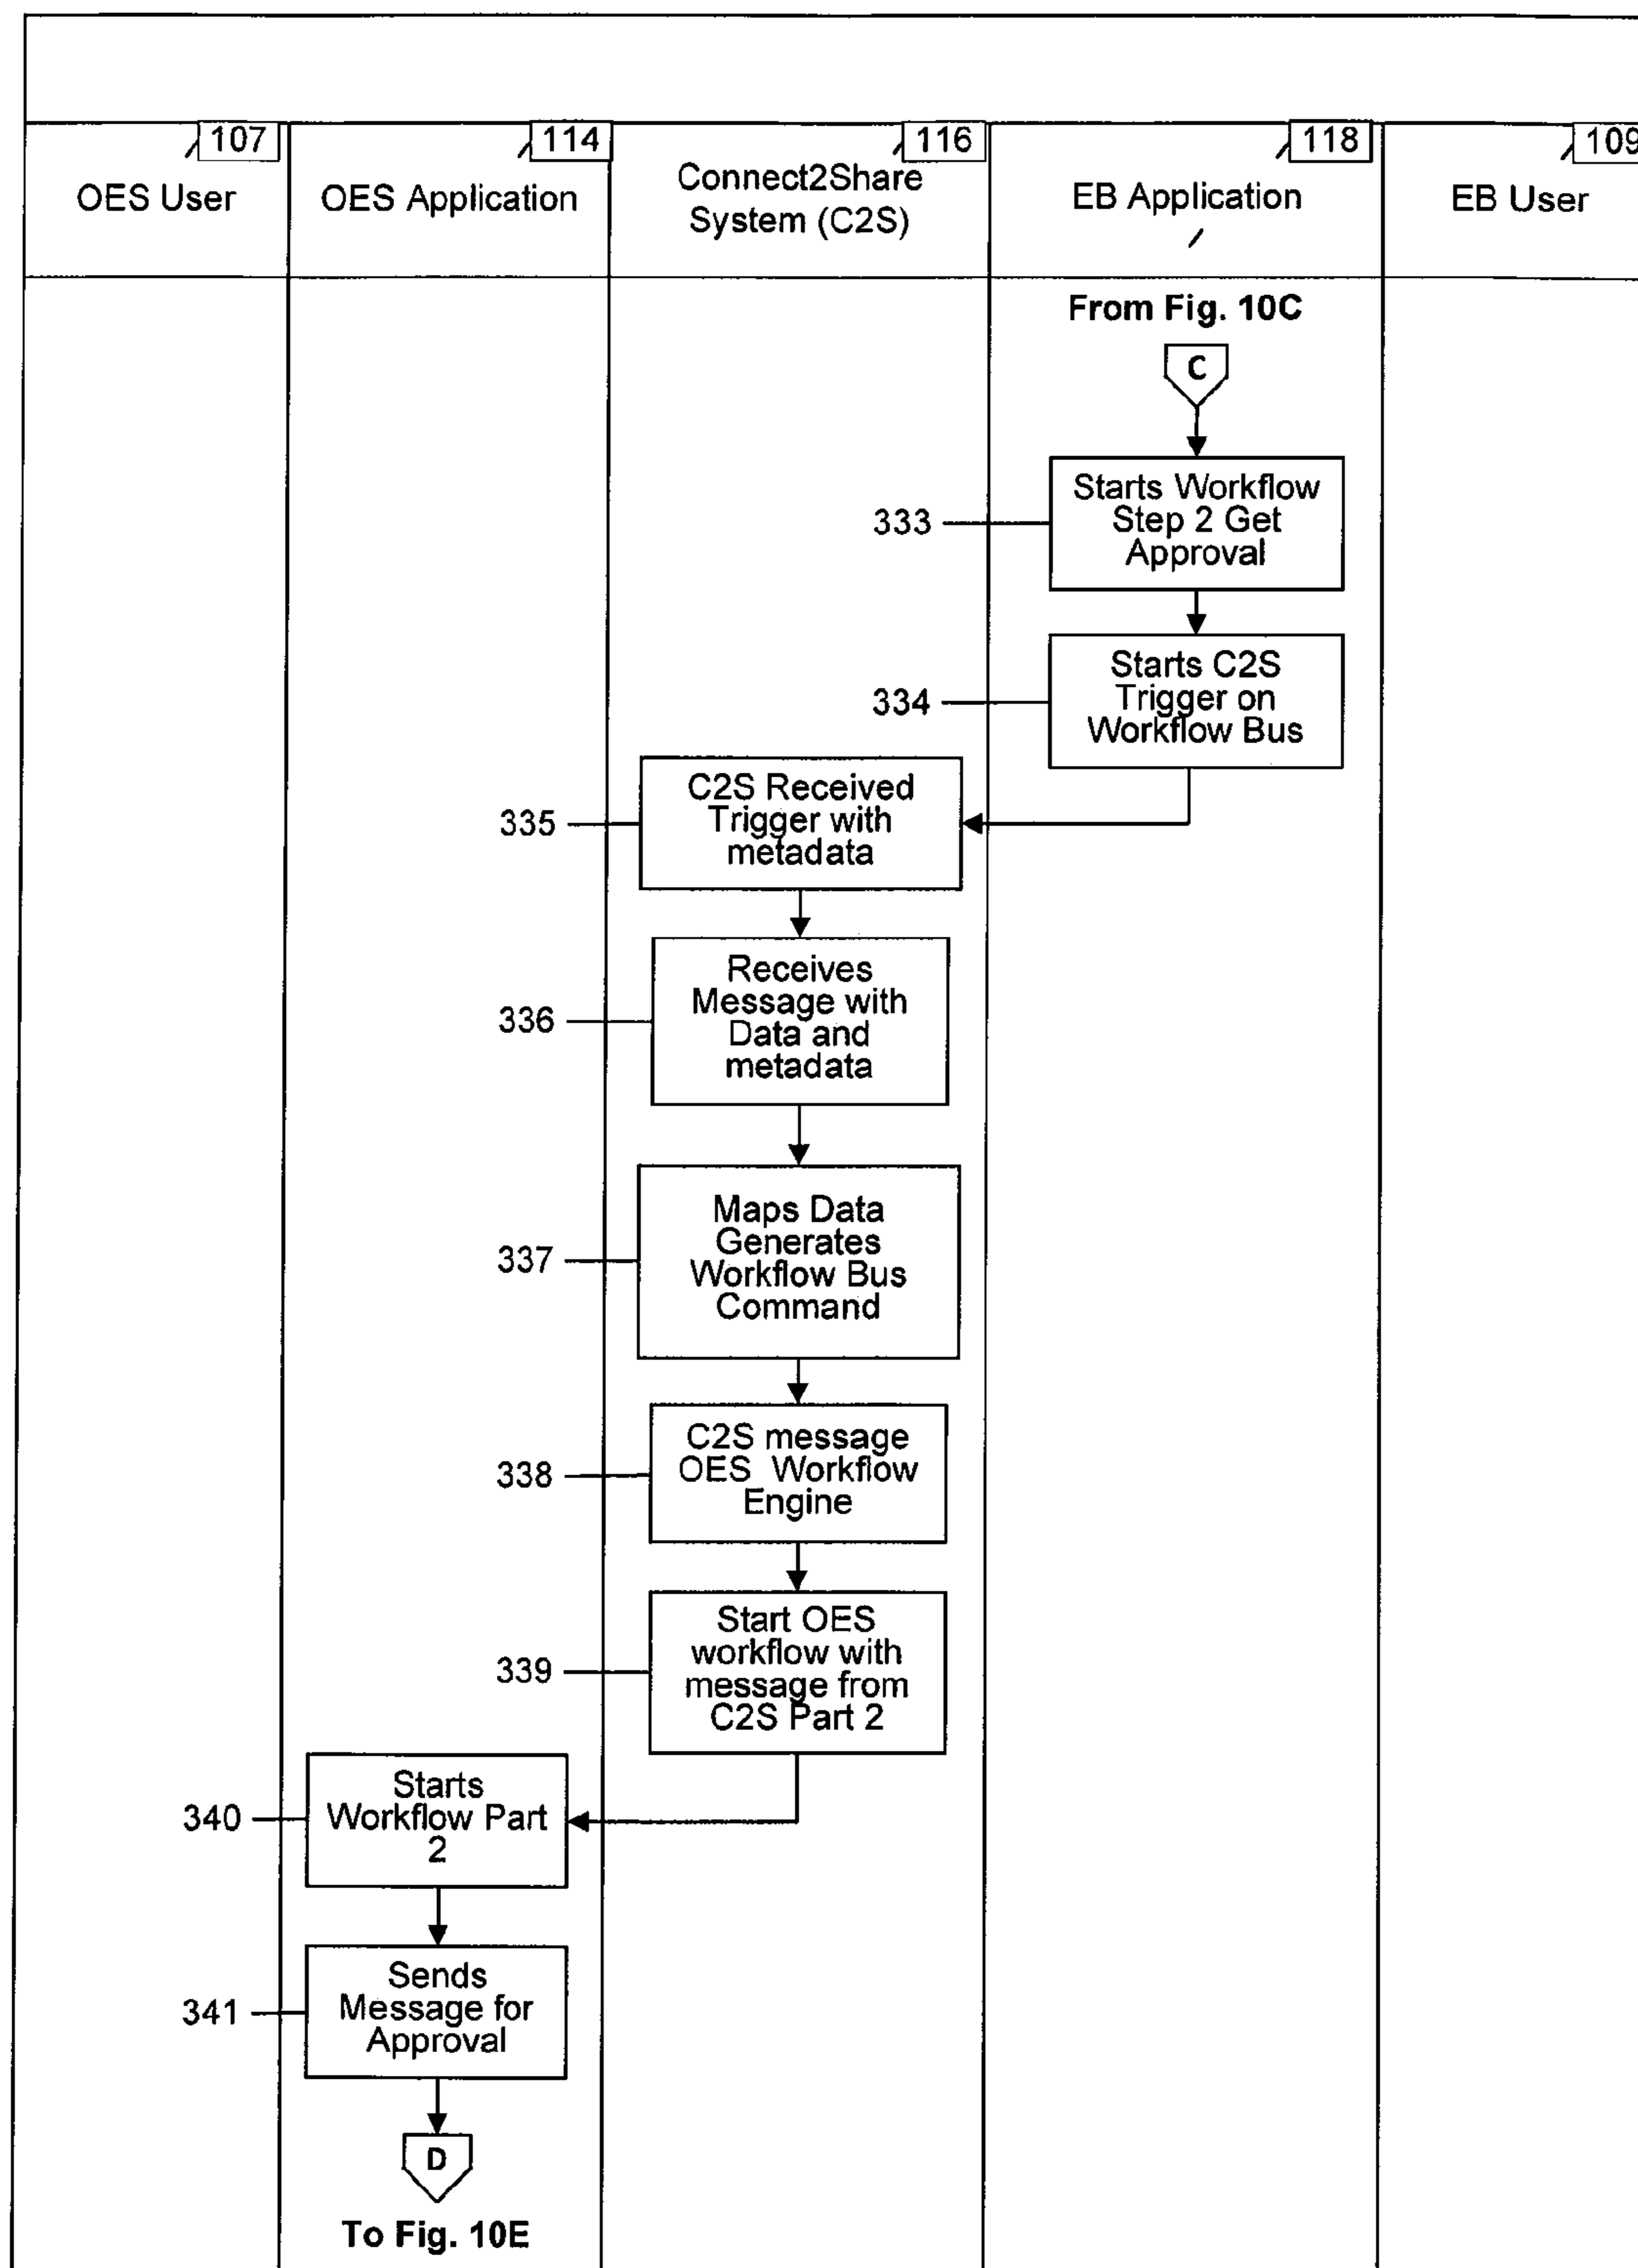 107
114
116
118
109
OES User
OES Application
Connect2Share
System (C2S)
EB Application
EB User
From Fig. 10C
C
333
Starts Workflow
Step 2 Get
Approval
334
Starts C2S
Trigger on
Workflow Bus
335
C2S Received
Trigger with
metadata
336
Receives
Message with
Data and
metadata
337
Maps Data
Generates
Workflow Bus
Command
338
C2S message
OES Workflow
Engine
339
Start OES
workflow with
message from
C2S Part 2
340
Starts
Workflow Part
2
341
Sends
Message for
Approval
D
To Fig. 10E